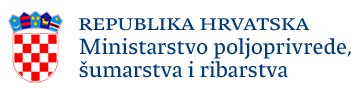 REPUBLIKA HRVATSKA
Ministarstvo poljoprivrede,
šumarstva i ribarstva